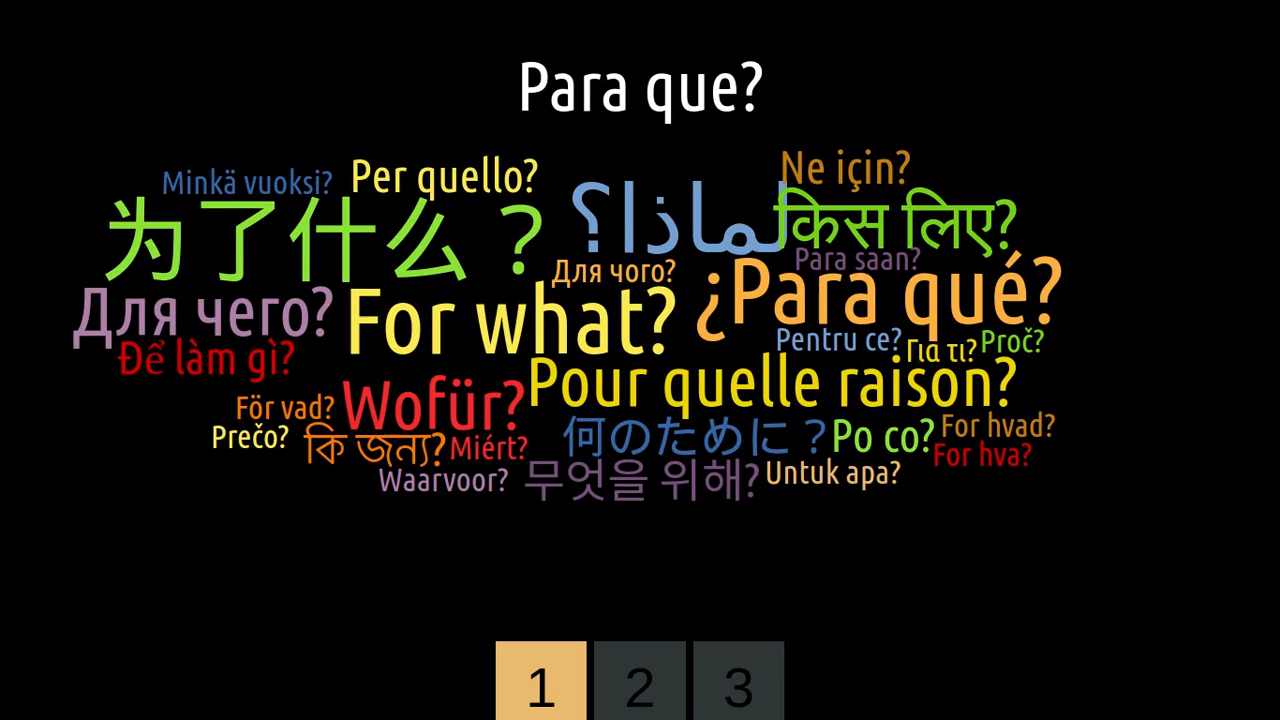 Para que?
Minkä vuoksi?
Per quello?
Ne için?
为了什么？
لماذا؟
किस लिए?
Для чого?
Para saan?
Для чего?
For what?
¿Para qué?
Để làm gì?
Pentru ce?
Για τι?
Proč?
Pour quelle raison?
För vad?
Wofür?
Prečo?
কি জন্য?
Miért?
何のために？
Po co?
For hvad?
For hva?
Waarvoor?
무엇을 위해?
Untuk apa?
1 2 3